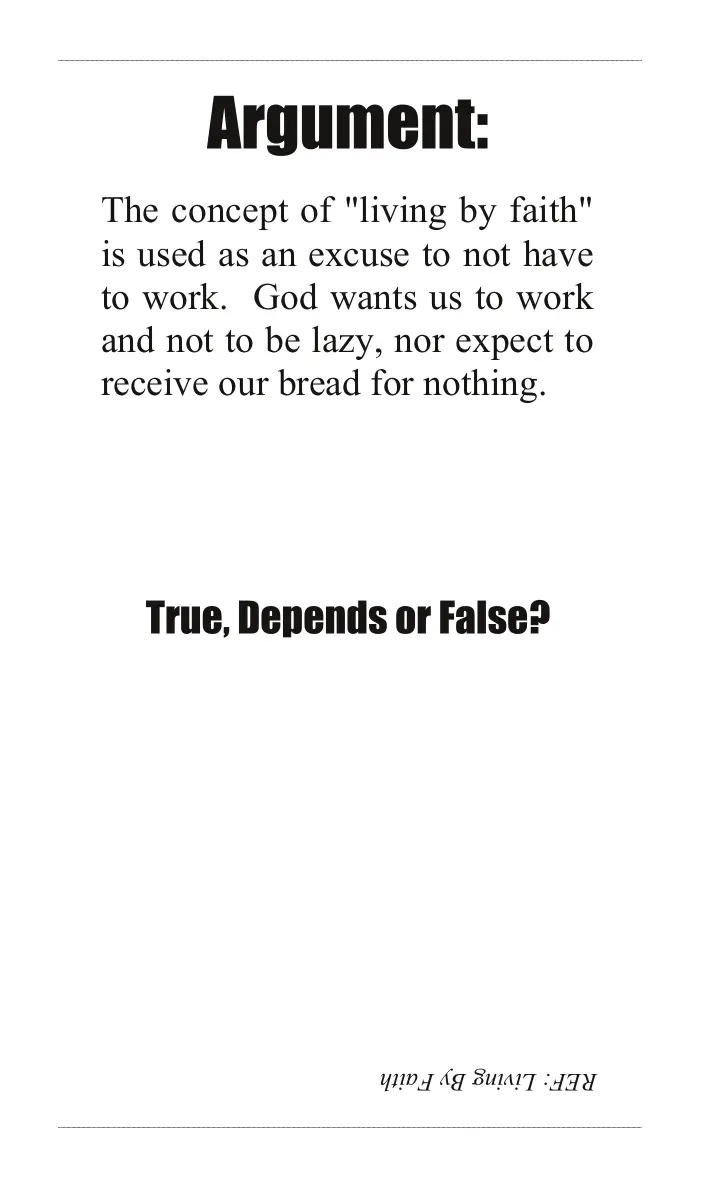 Argument:
The concept of "living by faith"
is used as an excuse to not have
to work.  God wants us to work
and not to be lazy, nor expect to
receive our bread for nothing.
True, Depends or False?
REF: Living By Faith